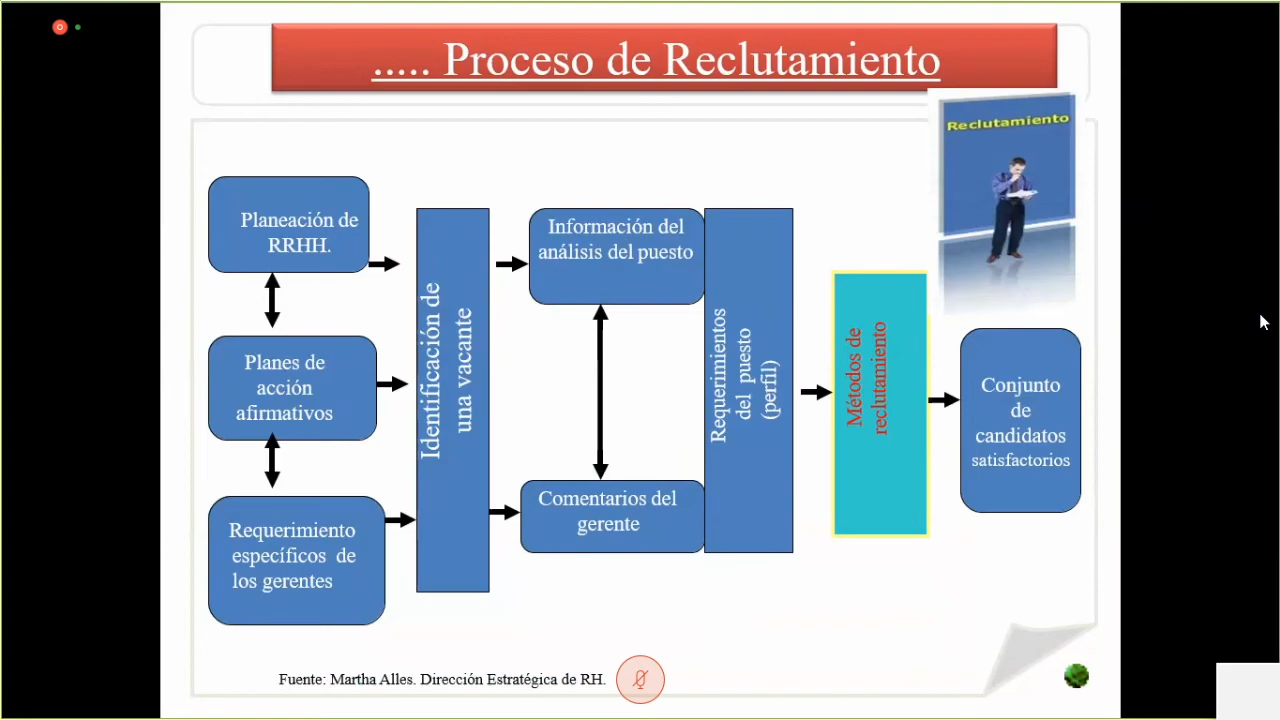 ..... Proceso de Reclutamiento
Reclutamiento
Planeación de
RRHH.
Planes de
acción
afirmativos
Requerimiento
específicos de
los gerentes
Identificación de
una vacante
Información del
análisis del puesto
Comentarios del
gerente
Requerimientos
del puesto
(perfil)
Métodos de
reclutamiento
Conjunto
de
candidatos
satisfactorios
Fuente: Martha Alles. Dirección Estratégica de RH.